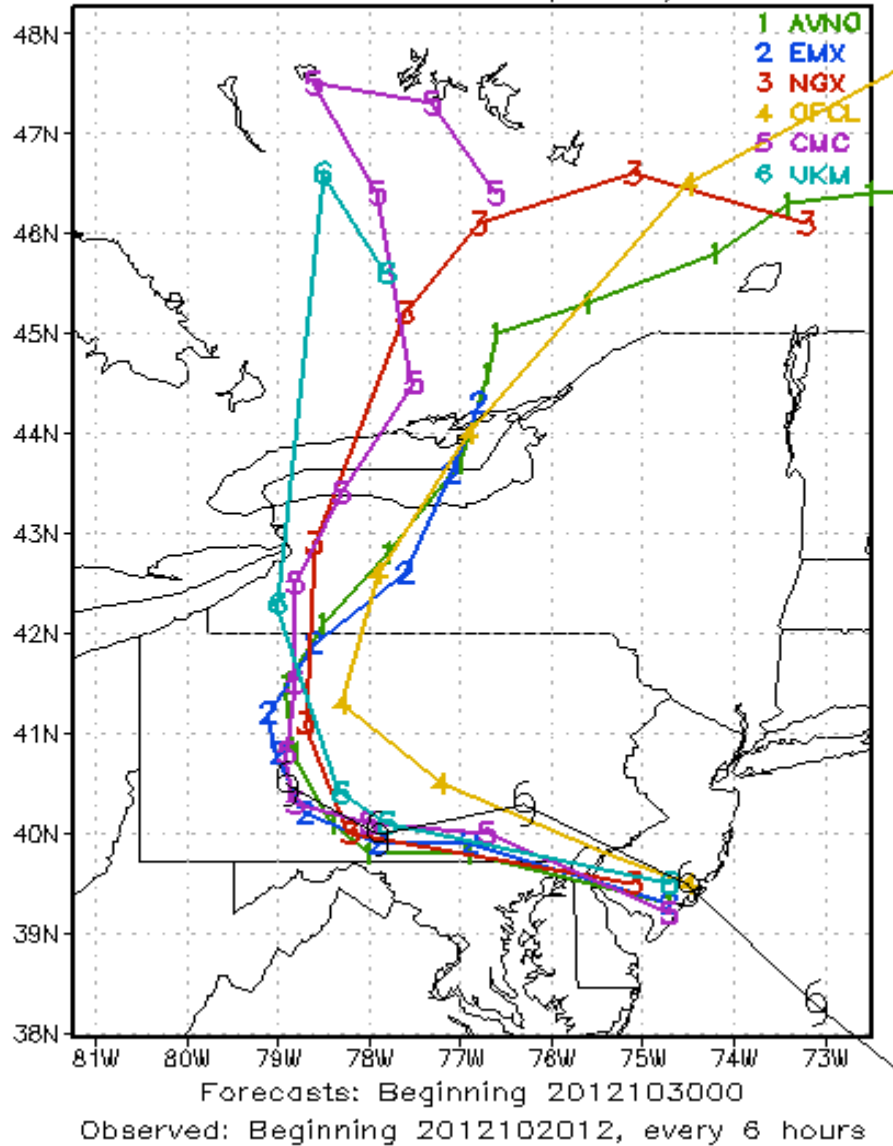 48N
47N
46N
45N
44N
43N
42N
41N
40N
39N
38N
1 AVNO
2 EMX
3 NGX
4 OFCL
5 CMC
6 UKM
81W 80W 79W 78W 77W 76W 75W 74W 73W
Forecasts: Beginning 2012103000
Observed: Beginning 2012102012, every 6 hours